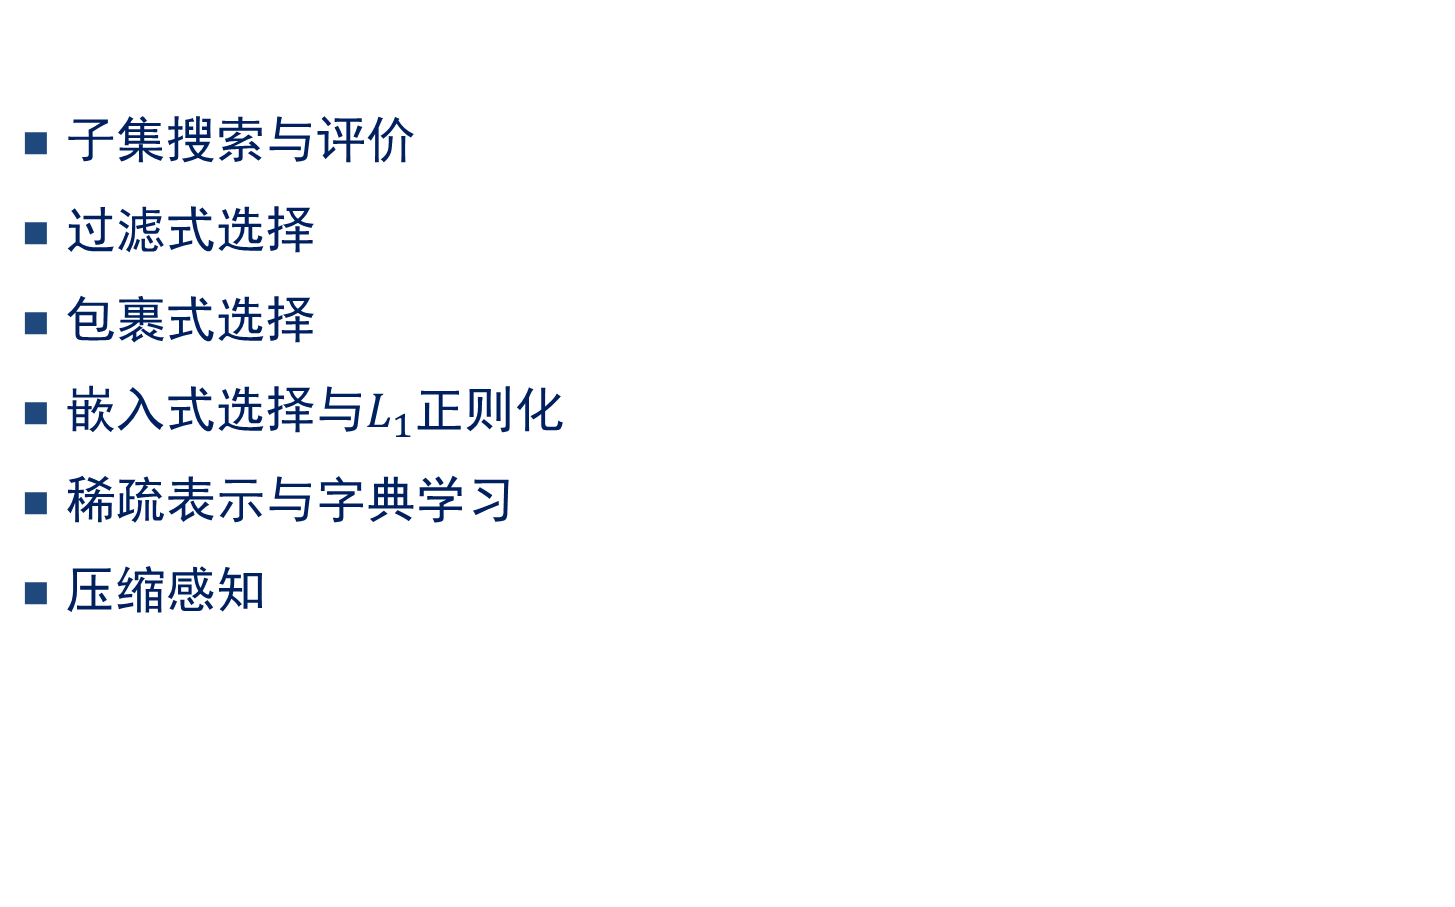 ■ 子集搜索与评价
■ 过滤式选择
■ 包裹式选择
■ 嵌入式选择与L₁正则化
■ 稀疏表示与字典学习
■ 压缩感知